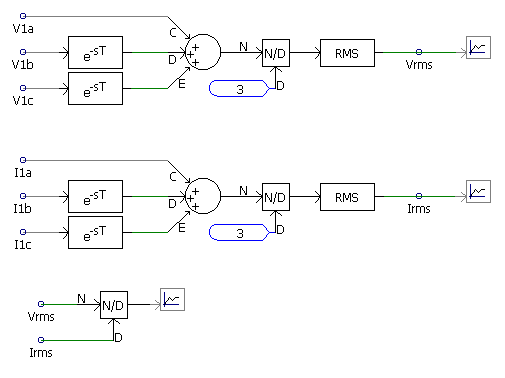 V1a
C
V1b
e^-sT
D
+
+
+
N
N/D
RMS
Vrms
V1c
e^-sT
E
3
D
I1a
C
I1b
e^-sT
D
+
+
+
N
N/D
RMS
Irms
I1c
e^-sT
E
3
D
Vrms
N
N/D
Irms
D